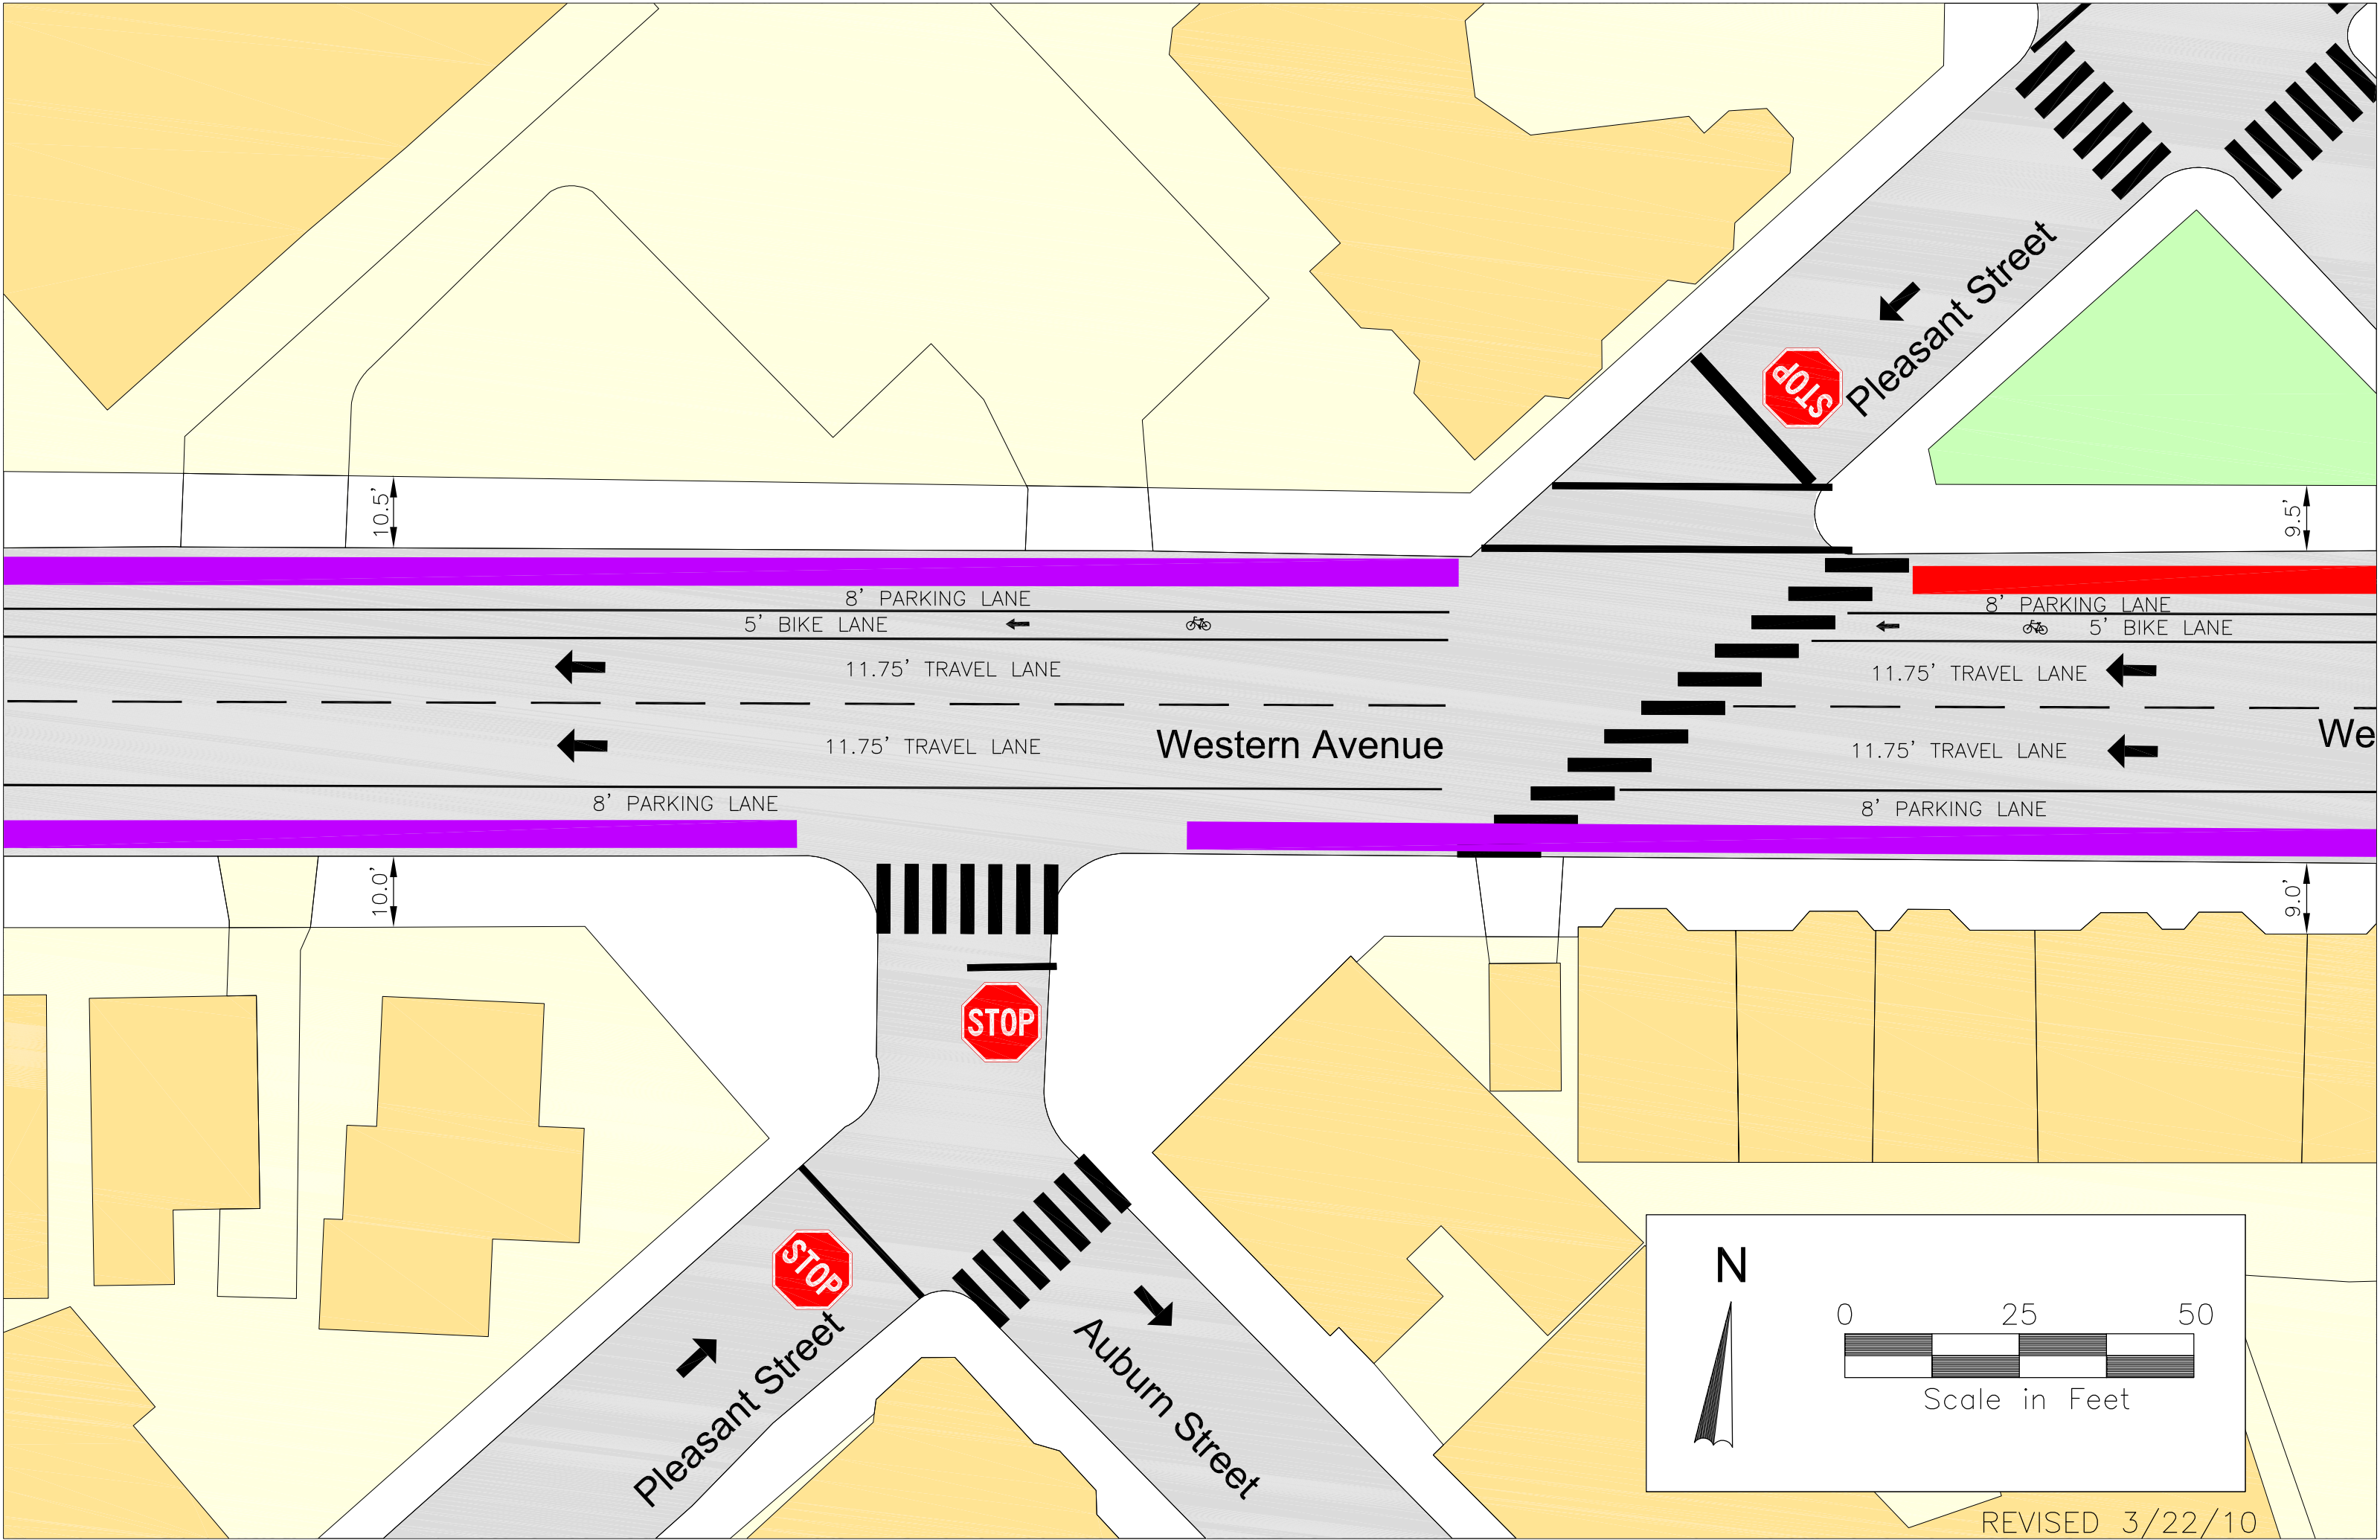 Pleasant Street
STOP
10.5'
9.5'
8' PARKING LANE
8' PARKING LANE
5' BIKE LANE
5' BIKE LANE
11.75' TRAVEL LANE
11.75' TRAVEL LANE
Western Avenue
We
11.75' TRAVEL LANE
11.75' TRAVEL LANE
8' PARKING LANE
8' PARKING LANE
10.0'
9.0'
STOP
STOP
Pleasant Street
Auburn Street
N
0 25 50
Scale in Feet
REVISED 3/22/10